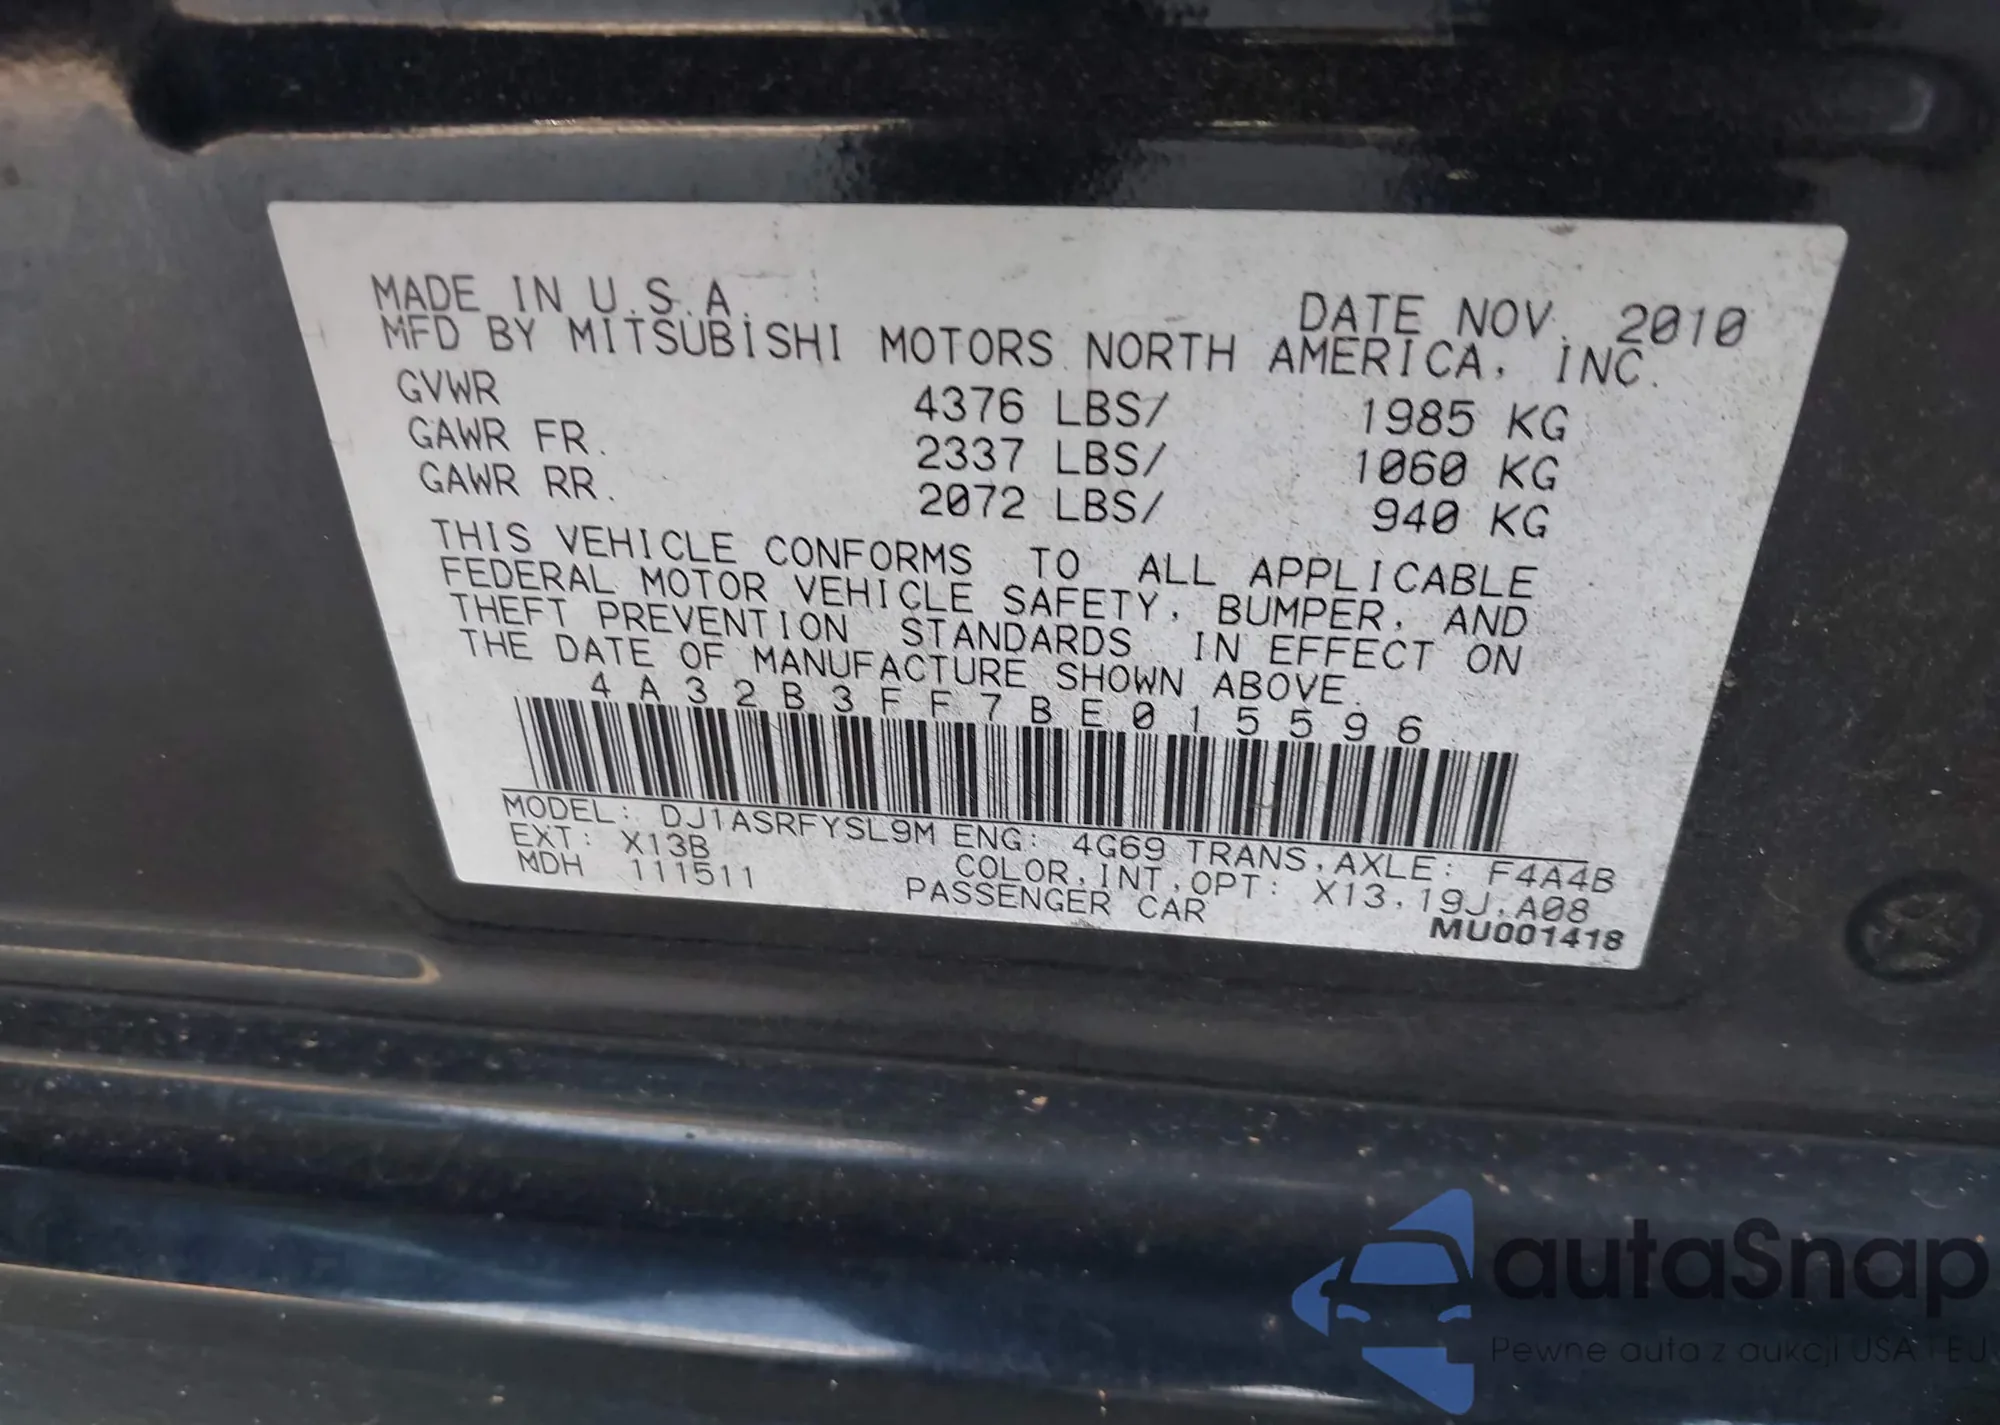 MADE IN U.S.A. DATE NOV. 2010
MFD BY MITSUBISHI MOTORS NORTH AMERICA, INC.
GVWR 4376 LBS/ 1985 KG
GAWR FR. 2337 LBS/ 1060 KG
GAWR RR. 2072 LBS/ 940 KG
THIS VEHICLE CONFORMS TO ALL APPLICABLE
FEDERAL MOTOR VEHICLE SAFETY, BUMPER, AND
THEFT PREVENTION STANDARDS IN EFFECT ON
THE DATE OF MANUFACTURE SHOWN ABOVE.
4A32B3FF7BE015596
MODEL: DJ1ASRFYSL9M ENG: 4G69 TRANS,AXLE: F4A4B
EXT: X13B COLOR,INT,OPT: X13,19J,A08
MDH 111511 PASSENGER CAR
MU001418
autaSnap
Pewne auta z aukcji USA i EU